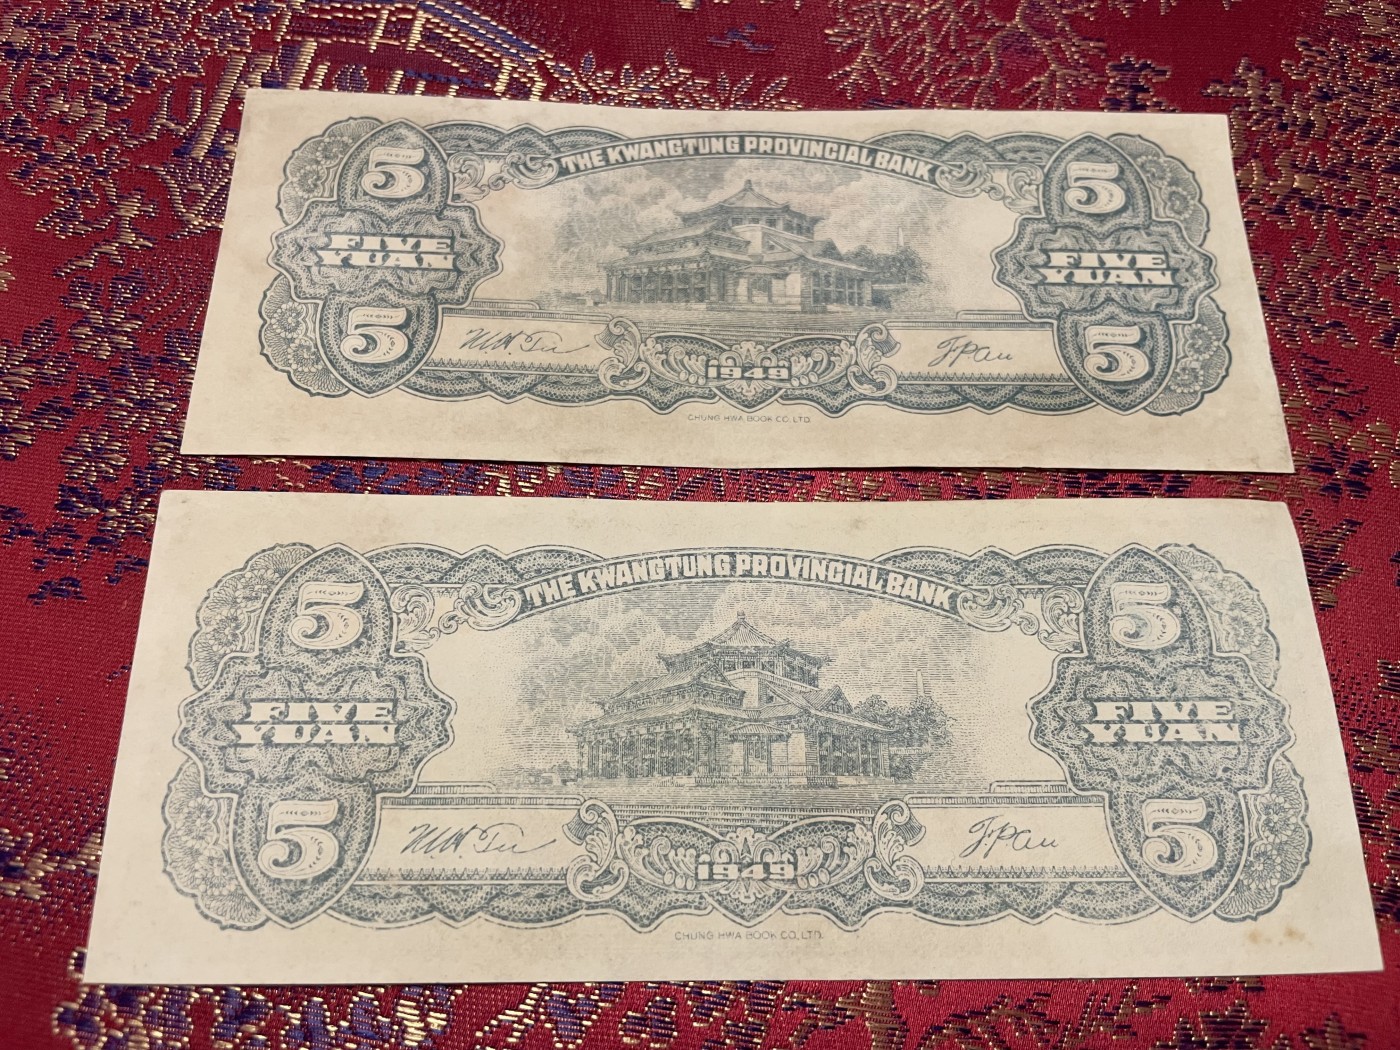 THE KWANGTUNG PROVINCIAL BANK
5 5
FIVE YUAN FIVE YUAN
5 5
1949
CHUNG HWA BOOK CO. LTD.
THE KWANGTUNG PROVINCIAL BANK
5 5
FIVE YUAN FIVE YUAN
5 5
1949
CHUNG HWA BOOK CO. LTD.